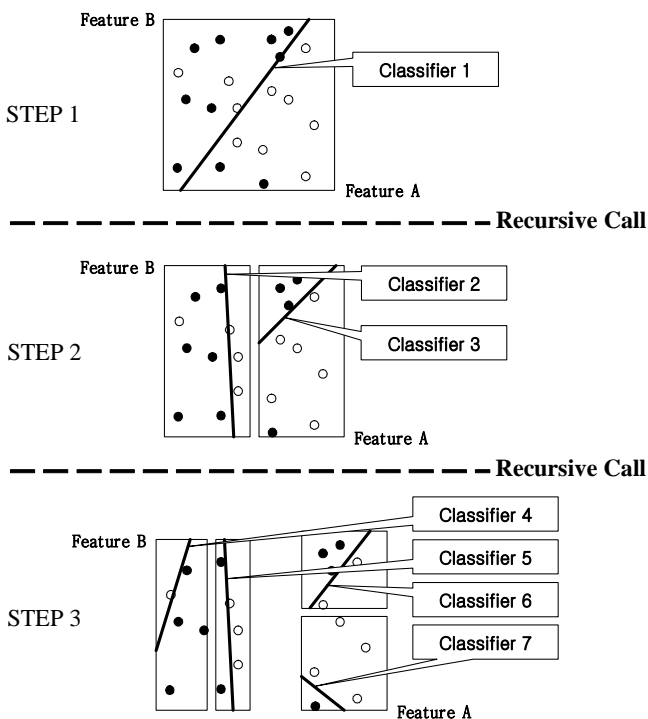 Feature B
Classifier 1
STEP 1
Feature A
Recursive Call
Feature B
Classifier 2
Classifier 3
STEP 2
Feature A
Recursive Call
Classifier 4
Feature B
Classifier 5
Classifier 6
STEP 3
Classifier 7
Feature A